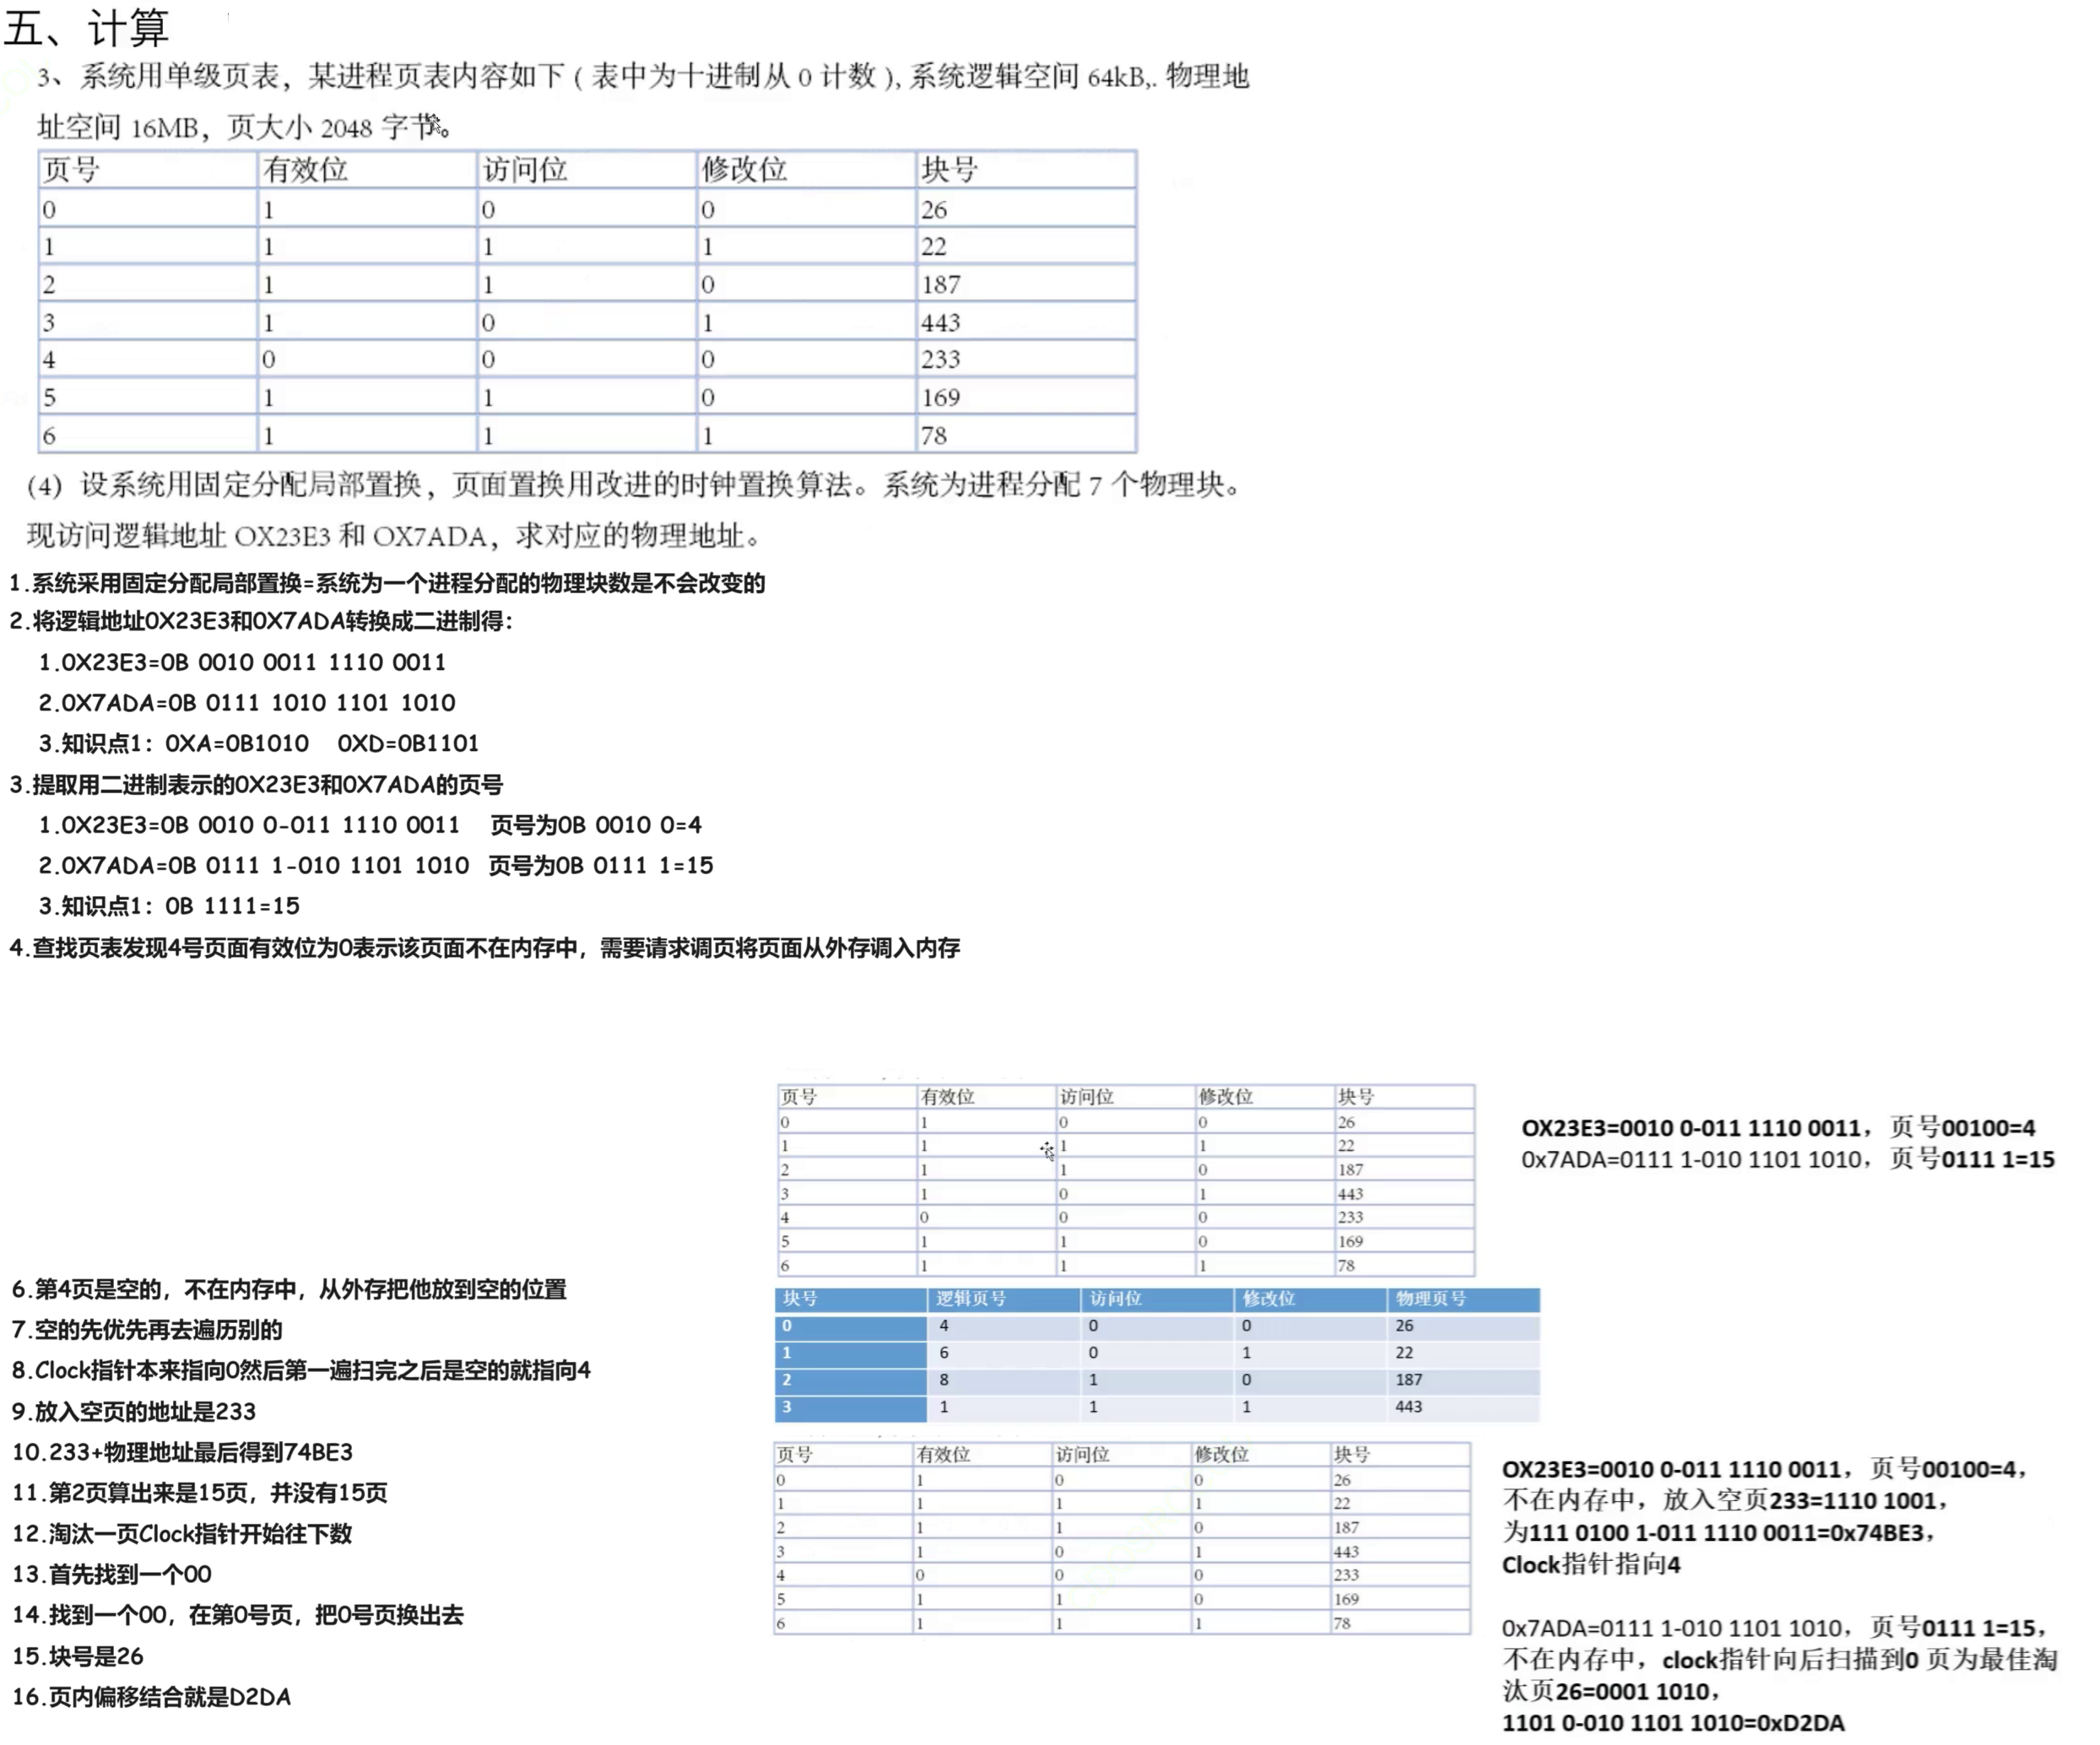 五、计算
3、系统用单级页表，某进程页表内容如下 ( 表中为十进制从 0 计数 ), 系统逻辑空间 64kB,. 物理地
址空间 16MB，页大小 2048 字节。
页号 有效位 访问位 修改位 块号
0 1 0 0 26
1 1 1 1 22
2 1 1 0 187
3 1 0 1 443
4 0 0 0 233
5 1 1 0 169
6 1 1 1 78
(4) 设系统用固定分配局部置换，页面置换用改进的时钟置换算法。系统为进程分配 7 个物理块。
现访问逻辑地址 OX23E3 和 OX7ADA，求对应的物理地址。
1.系统采用固定分配局部置换=系统为一个进程分配的物理块数是不会改变的
2.将逻辑地址0X23E3和0X7ADA转换成二进制得：
1.0X23E3=0B 0010 0011 1110 0011
2.0X7ADA=0B 0111 1010 1101 1010
3.知识点1：0XA=0B1010 0XD=0B1101
3.提取用二进制表示的0X23E3和0X7ADA的页号
1.0X23E3=0B 0010 0-011 1110 0011 页号为0B 0010 0=4
2.0X7ADA=0B 0111 1-010 1101 1010 页号为0B 0111 1=15
3.知识点1：0B 1111=15
4.查找页表发现4号页面有效位为0表示该页面不在内存中，需要请求调页将页面从外存调入内存
页号 有效位 访问位 修改位 块号
0 1 0 0 26
1 1 1 1 22
2 1 1 0 187
3 1 0 1 443
4 0 0 0 233
5 1 1 0 169
6 1 1 1 78
OX23E3=0010 0-011 1110 0011，页号00100=4
0x7ADA=0111 1-010 1101 1010，页号0111 1=15
块号 逻辑页号 访问位 修改位 物理页号
0 4 0 0 26
1 6 0 1 22
2 8 1 0 187
3 1 1 1 443
页号 有效位 访问位 修改位 块号
0 1 0 0 26
1 1 1 1 22
2 1 1 0 187
3 1 0 1 443
4 0 0 0 233
5 1 1 0 169
6 1 1 1 78
6.第4页是空的，不在内存中，从外存把他放到空的位置
7.空的先优先再去遍历别的
8.Clock指针本来指向0然后第一遍扫完之后是空的就指向4
9.放入空页的地址是233
10.233+物理地址最后得到74BE3
11.第2页算出来是15页，并没有15页
12.淘汰一页Clock指针开始往下数
13.首先找到一个00
14.找到一个00，在第0号页，把0号页换出去
15.块号是26
16.页内偏移结合就是D2DA
OX23E3=0010 0-011 1110 0011，页号00100=4，
不在内存中，放入空页233=1110 1001，
为111 0100 1-011 1110 0011=0x74BE3，
Clock指针指向4
0x7ADA=0111 1-010 1101 1010，页号0111 1=15，
不在内存中，clock指针向后扫描到0 页为最佳淘
汰页26=0001 1010，
1101 0-010 1101 1010=0xD2DA